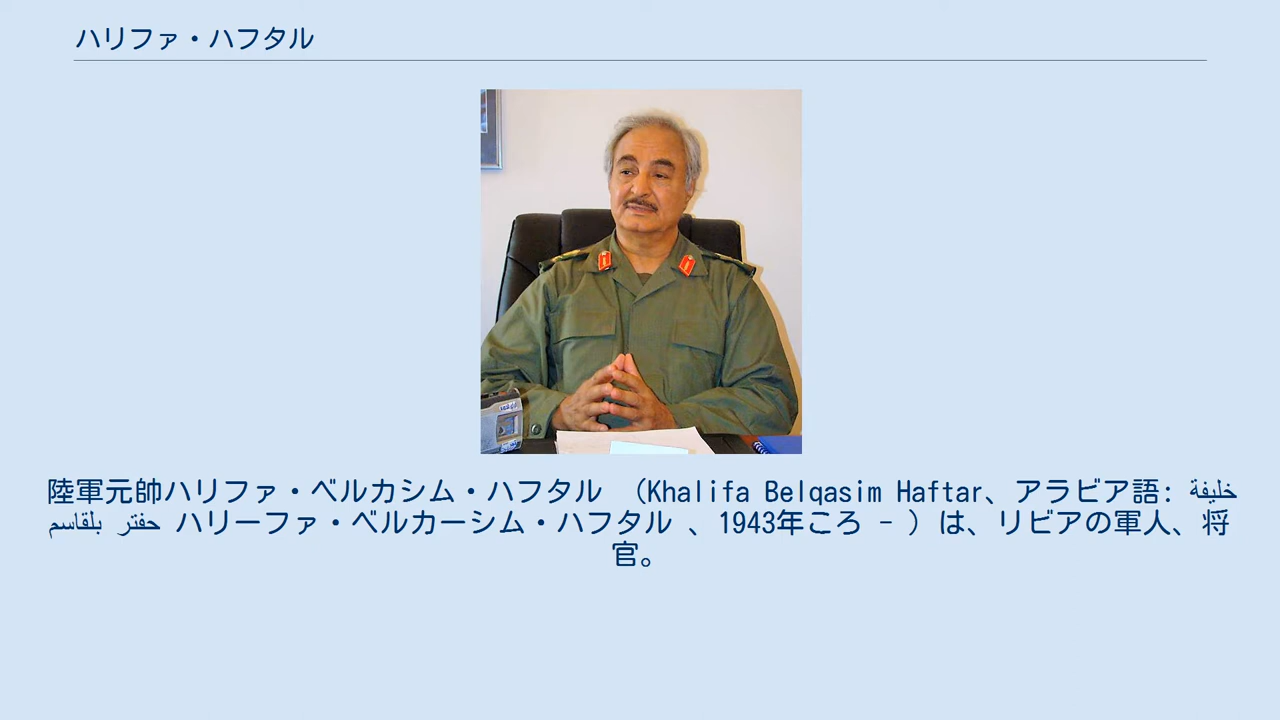 ハリファ・ハフタル
陸軍元帥ハリファ・ベルカシム・ハフタル （Khalifa Belqasim Haftar、アラビア語: خليفة
حفتر بلقاسم ハリーファ・ベルカーシム・ハフタル 、1943年ころ - ）は、リビアの軍人、将
官。